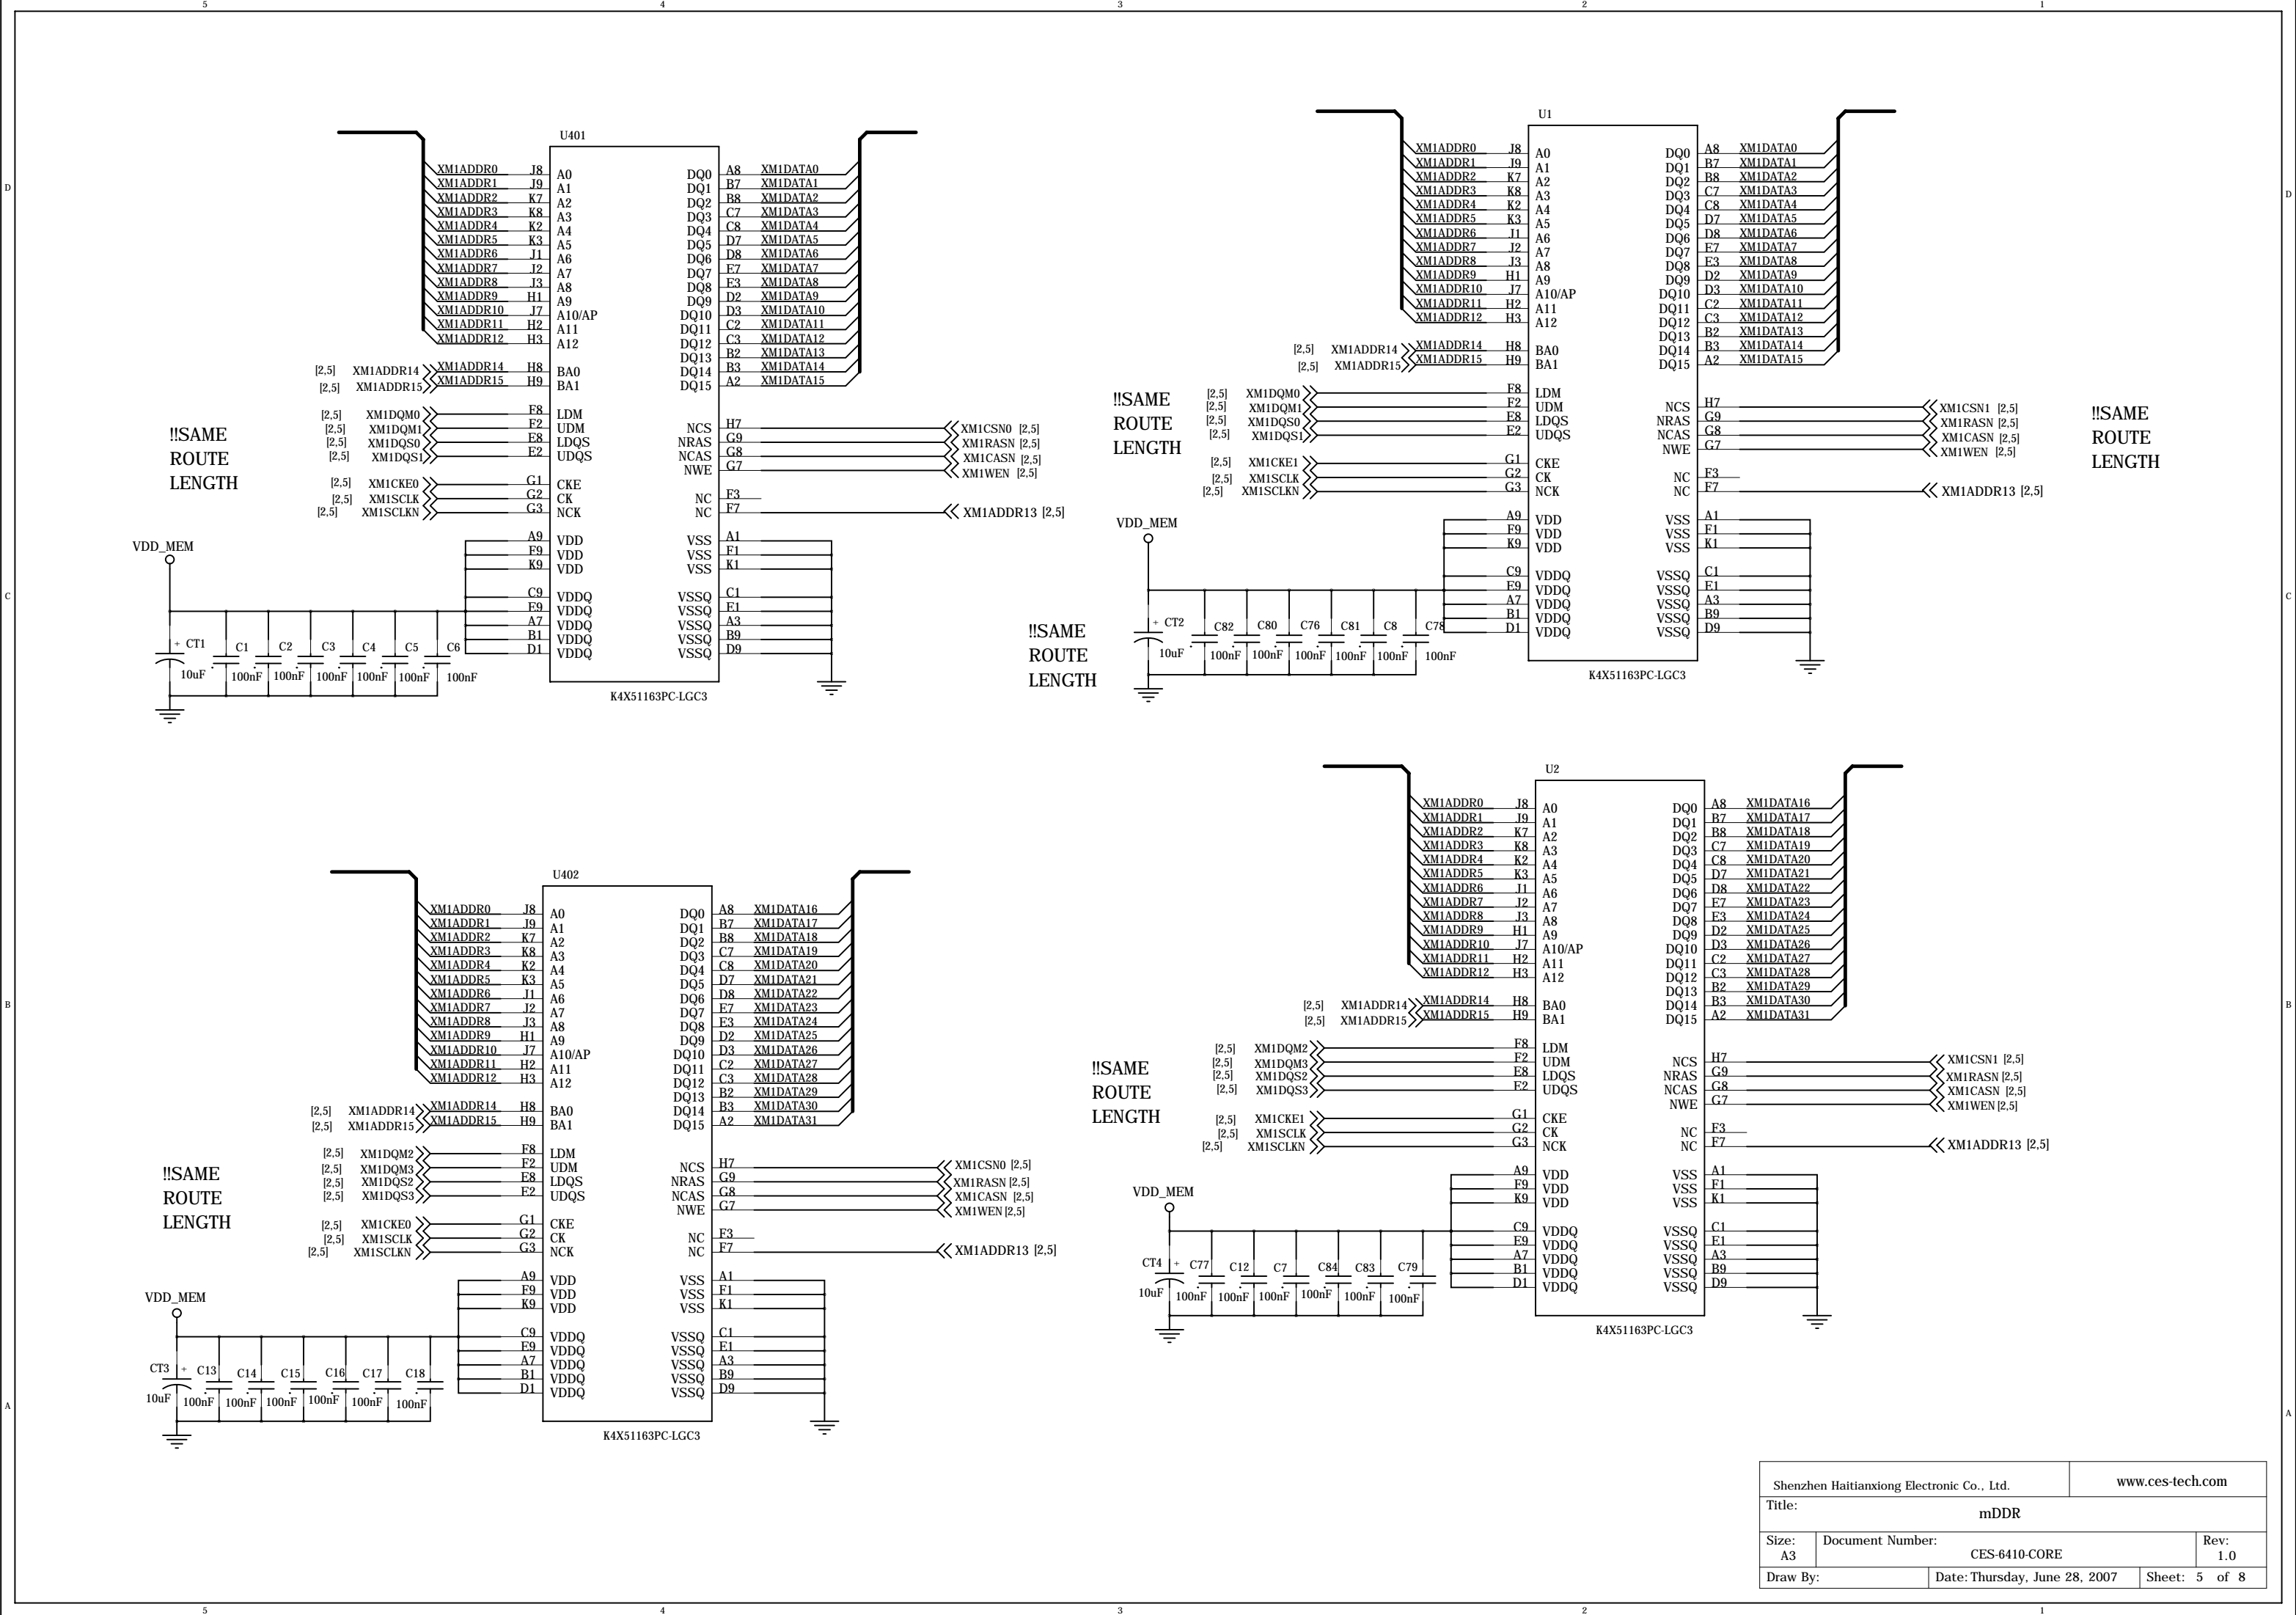 5 4 3 2 1
D
C
B
A
U401
XM1ADDR0 J8 A0 DQ0 A8 XM1DATA0
XM1ADDR1 J9 A1 DQ1 B7 XM1DATA1
XM1ADDR2 K7 A2 DQ2 B8 XM1DATA2
XM1ADDR3 K8 A3 DQ3 C7 XM1DATA3
XM1ADDR4 K2 A4 DQ4 C8 XM1DATA4
XM1ADDR5 K3 A5 DQ5 D7 XM1DATA5
XM1ADDR6 J1 A6 DQ6 D8 XM1DATA6
XM1ADDR7 J2 A7 DQ7 E7 XM1DATA7
XM1ADDR8 J3 A8 DQ8 E3 XM1DATA8
XM1ADDR9 H1 A9 DQ9 D2 XM1DATA9
XM1ADDR10 J7 A10/AP DQ10 D3 XM1DATA10
XM1ADDR11 H2 A11 DQ11 C2 XM1DATA11
XM1ADDR12 H3 A12 DQ12 C3 XM1DATA12
DQ13 B2 XM1DATA13
[2,5] XM1ADDR14 XM1ADDR14 H8 BA0 DQ14 B3 XM1DATA14
[2,5] XM1ADDR15 XM1ADDR15 H9 BA1 DQ15 A2 XM1DATA15
[2,5] XM1DQM0 F8 LDM
[2,5] XM1DQM1 F2 UDM NCS H7 XM1CSN0 [2,5]
[2,5] XM1DQS0 E8 LDQS NRAS G9 XM1RASN [2,5]
[2,5] XM1DQS1 E2 UDQS NCAS G8 XM1CASN [2,5]
NWE G7 XM1WEN [2,5]
!!SAME
ROUTE
LENGTH
[2,5] XM1CKE0 G1 CKE
[2,5] XM1SCLK G2 CK NC F3
[2,5] XM1SCLKN G3 NCK NC F7 XM1ADDR13 [2,5]
VDD_MEM
A9 VDD VSS A1
F9 VDD VSS F1
K9 VDD VSS K1
C9 VDDQ VSSQ C1
E9 VDDQ VSSQ E1
A7 VDDQ VSSQ A3
B1 VDDQ VSSQ B9
D1 VDDQ VSSQ D9
+ CT1 C1 C2 C3 C4 C5 C6
10uF 100nF 100nF 100nF 100nF 100nF 100nF
K4X51163PC-LGC3
U1
XM1ADDR0 J8 A0 DQ0 A8 XM1DATA0
XM1ADDR1 J9 A1 DQ1 B7 XM1DATA1
XM1ADDR2 K7 A2 DQ2 B8 XM1DATA2
XM1ADDR3 K8 A3 DQ3 C7 XM1DATA3
XM1ADDR4 K2 A4 DQ4 C8 XM1DATA4
XM1ADDR5 K3 A5 DQ5 D7 XM1DATA5
XM1ADDR6 J1 A6 DQ6 D8 XM1DATA6
XM1ADDR7 J2 A7 DQ7 E7 XM1DATA7
XM1ADDR8 J3 A8 DQ8 E3 XM1DATA8
XM1ADDR9 H1 A9 DQ9 D2 XM1DATA9
XM1ADDR10 J7 A10/AP DQ10 D3 XM1DATA10
XM1ADDR11 H2 A11 DQ11 C2 XM1DATA11
XM1ADDR12 H3 A12 DQ12 C3 XM1DATA12
DQ13 B2 XM1DATA13
[2,5] XM1ADDR14 XM1ADDR14 H8 BA0 DQ14 B3 XM1DATA14
[2,5] XM1ADDR15 XM1ADDR15 H9 BA1 DQ15 A2 XM1DATA15
!!SAME
ROUTE
LENGTH
[2,5] XM1DQM0 F8 LDM
[2,5] XM1DQM1 F2 UDM NCS H7 XM1CSN1 [2,5]
[2,5] XM1DQS0 E8 LDQS NRAS G9 XM1RASN [2,5]
[2,5] XM1DQS1 E2 UDQS NCAS G8 XM1CASN [2,5]
NWE G7 XM1WEN [2,5]
!!SAME
ROUTE
LENGTH
[2,5] XM1CKE1 G1 CKE
[2,5] XM1SCLK G2 CK NC F3
[2,5] XM1SCLKN G3 NCK NC F7 XM1ADDR13 [2,5]
VDD_MEM
A9 VDD VSS A1
F9 VDD VSS F1
K9 VDD VSS K1
C9 VDDQ VSSQ C1
E9 VDDQ VSSQ E1
A7 VDDQ VSSQ A3
B1 VDDQ VSSQ B9
D1 VDDQ VSSQ D9
!!SAME
ROUTE
LENGTH
+ CT2 C82 C80 C76 C81 C8 C78
10uF 100nF 100nF 100nF 100nF 100nF 100nF
K4X51163PC-LGC3
U402
XM1ADDR0 J8 A0 DQ0 A8 XM1DATA16
XM1ADDR1 J9 A1 DQ1 B7 XM1DATA17
XM1ADDR2 K7 A2 DQ2 B8 XM1DATA18
XM1ADDR3 K8 A3 DQ3 C7 XM1DATA19
XM1ADDR4 K2 A4 DQ4 C8 XM1DATA20
XM1ADDR5 K3 A5 DQ5 D7 XM1DATA21
XM1ADDR6 J1 A6 DQ6 D8 XM1DATA22
XM1ADDR7 J2 A7 DQ7 E7 XM1DATA23
XM1ADDR8 J3 A8 DQ8 E3 XM1DATA24
XM1ADDR9 H1 A9 DQ9 D2 XM1DATA25
XM1ADDR10 J7 A10/AP DQ10 D3 XM1DATA26
XM1ADDR11 H2 A11 DQ11 C2 XM1DATA27
XM1ADDR12 H3 A12 DQ12 C3 XM1DATA28
DQ13 B2 XM1DATA29
[2,5] XM1ADDR14 XM1ADDR14 H8 BA0 DQ14 B3 XM1DATA30
[2,5] XM1ADDR15 XM1ADDR15 H9 BA1 DQ15 A2 XM1DATA31
[2,5] XM1DQM2 F8 LDM
[2,5] XM1DQM3 F2 UDM NCS H7 XM1CSN0 [2,5]
[2,5] XM1DQS2 E8 LDQS NRAS G9 XM1RASN [2,5]
[2,5] XM1DQS3 E2 UDQS NCAS G8 XM1CASN [2,5]
NWE G7 XM1WEN [2,5]
!!SAME
ROUTE
LENGTH
[2,5] XM1CKE0 G1 CKE
[2,5] XM1SCLK G2 CK NC F3
[2,5] XM1SCLKN G3 NCK NC F7 XM1ADDR13 [2,5]
VDD_MEM
A9 VDD VSS A1
F9 VDD VSS F1
K9 VDD VSS K1
C9 VDDQ VSSQ C1
E9 VDDQ VSSQ E1
A7 VDDQ VSSQ A3
B1 VDDQ VSSQ B9
D1 VDDQ VSSQ D9
CT3 + C13 C14 C15 C16 C17 C18
10uF 100nF 100nF 100nF 100nF 100nF 100nF
K4X51163PC-LGC3
U2
XM1ADDR0 J8 A0 DQ0 A8 XM1DATA16
XM1ADDR1 J9 A1 DQ1 B7 XM1DATA17
XM1ADDR2 K7 A2 DQ2 B8 XM1DATA18
XM1ADDR3 K8 A3 DQ3 C7 XM1DATA19
XM1ADDR4 K2 A4 DQ4 C8 XM1DATA20
XM1ADDR5 K3 A5 DQ5 D7 XM1DATA21
XM1ADDR6 J1 A6 DQ6 D8 XM1DATA22
XM1ADDR7 J2 A7 DQ7 E7 XM1DATA23
XM1ADDR8 J3 A8 DQ8 E3 XM1DATA24
XM1ADDR9 H1 A9 DQ9 D2 XM1DATA25
XM1ADDR10 J7 A10/AP DQ10 D3 XM1DATA26
XM1ADDR11 H2 A11 DQ11 C2 XM1DATA27
XM1ADDR12 H3 A12 DQ12 C3 XM1DATA28
DQ13 B2 XM1DATA29
[2,5] XM1ADDR14 XM1ADDR14 H8 BA0 DQ14 B3 XM1DATA30
[2,5] XM1ADDR15 XM1ADDR15 H9 BA1 DQ15 A2 XM1DATA31
[2,5] XM1DQM2 F8 LDM
[2,5] XM1DQM3 F2 UDM NCS H7 XM1CSN1 [2,5]
[2,5] XM1DQS2 E8 LDQS NRAS G9 XM1RASN [2,5]
[2,5] XM1DQS3 E2 UDQS NCAS G8 XM1CASN [2,5]
NWE G7 XM1WEN [2,5]
!!SAME
ROUTE
LENGTH
[2,5] XM1CKE1 G1 CKE
[2,5] XM1SCLK G2 CK NC F3
[2,5] XM1SCLKN G3 NCK NC F7 XM1ADDR13 [2,5]
VDD_MEM
A9 VDD VSS A1
F9 VDD VSS F1
K9 VDD VSS K1
C9 VDDQ VSSQ C1
E9 VDDQ VSSQ E1
A7 VDDQ VSSQ A3
B1 VDDQ VSSQ B9
D1 VDDQ VSSQ D9
CT4 + C77 C12 C7 C84 C83 C79
10uF 100nF 100nF 100nF 100nF 100nF 100nF
K4X51163PC-LGC3
D
C
B
A
Shenzhen Haitianxiong Electronic Co., Ltd. www.ces-tech.com
Title:
mDDR
Size: Document Number: Rev:
A3 CES-6410-CORE 1.0
Draw By: Date: Thursday, June 28, 2007 Sheet: 5 of 8
5 4 3 2 1